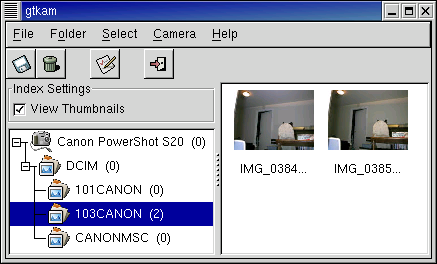 gtkam
File Folder Select Camera Help
Index Settings
View Thumbnails
Canon PowerShot S20 (0)
DCIM (0)
101CANON (0)
103CANON (2)
CANONMSC (0)
IMG_0384... IMG_0385...